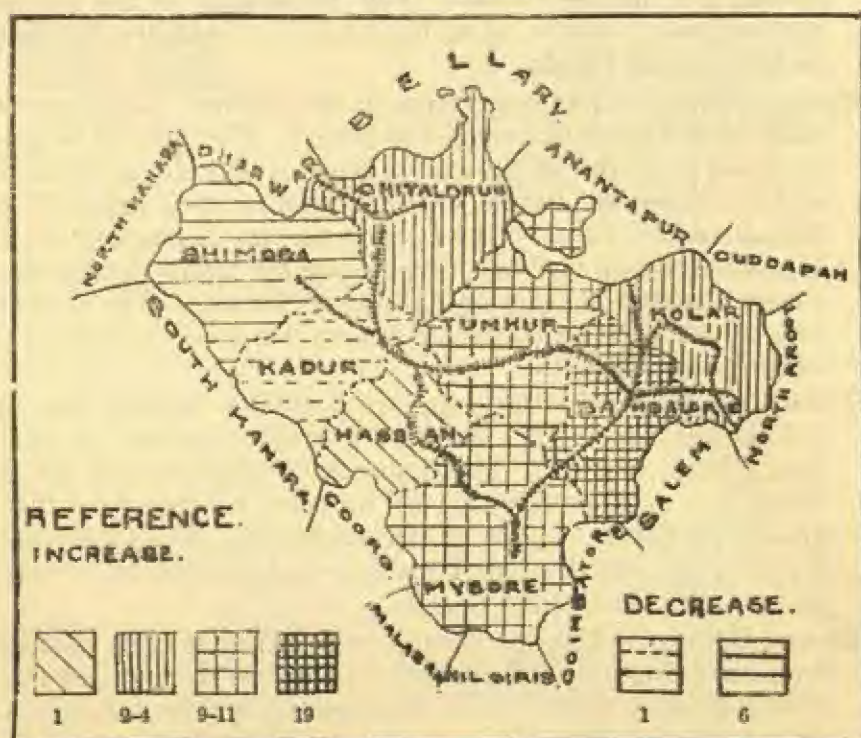 BELLARY.
ANANTAPUR
CUDDAPAH
NORTH KANARA
DHARWAR
CHITALDRUG
SHIMOGA
KOLAR
TUMKUR
KADUR
NORTH ARCOT
BANGALORE
HASSAN
SOUTH KANARA.
SALEM
COORG.
MYSORE
COIMBATORE
MALABAR
NILGIRIS
REFERENCE.
INCREASE.
1 2-4 9-11 19
DECREASE.
1 6